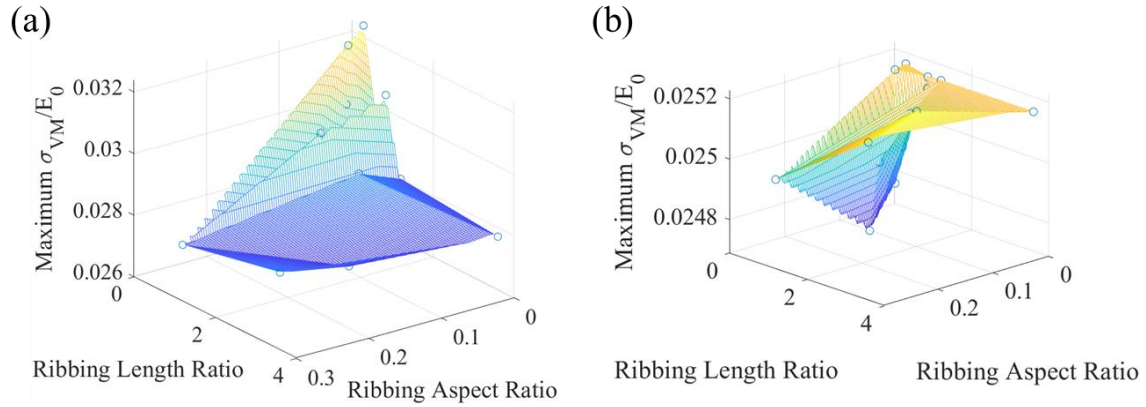 (a)
Maximum σVM/E0
0.032
0.03
0.028
0.026
0
2
4
Ribbing Length Ratio
0.3
0.2
0.1
0
Ribbing Aspect Ratio
(b)
Maximum σVM/E0
0.0252
0.025
0.0248
0
2
4
Ribbing Length Ratio
0.2
0.1
0
Ribbing Aspect Ratio